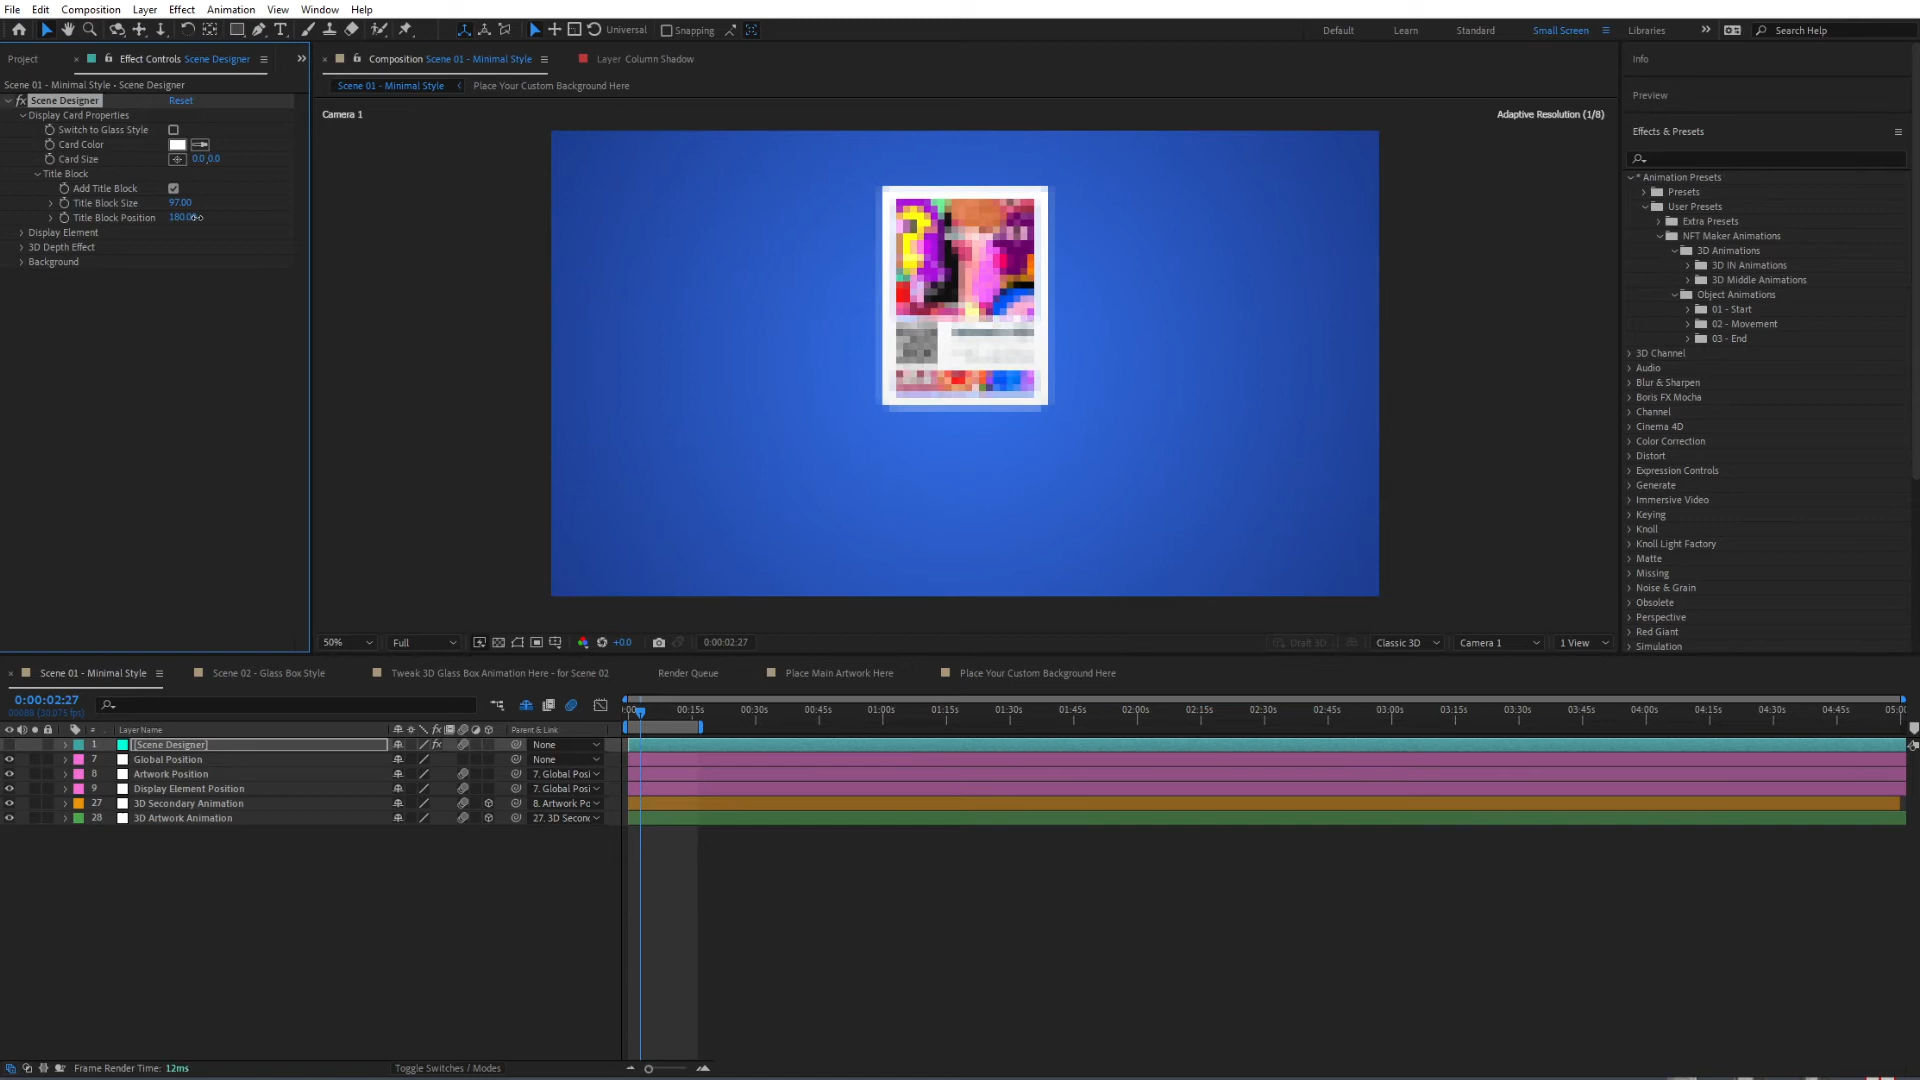 File Edit Composition Layer Effect Animation View Window Help
Universal Snapping Default Learn Standard Small Screen Libraries Search Help
Project Effect Controls Scene Designer
Scene 01 - Minimal Style • Scene Designer
fx Scene Designer Reset
Display Card Properties
Switch to Glass Style
Card Color
Card Size 0.0,0.0
Title Block
Add Title Block
Title Block Size 97.00
Title Block Position 180.00
Display Element
3D Depth Effect
Background
Composition Scene 01 - Minimal Style Layer Column Shadow
Scene 01 - Minimal Style Place Your Custom Background Here
Camera 1 Adaptive Resolution (1/8)
50% Full +0.0 0:00:02:27 Draft 3D Classic 3D Camera 1 1 View
Info
Preview
Effects & Presets
* Animation Presets
Presets
User Presets
Extra Presets
NFT Maker Animations
3D Animations
3D IN Animations
3D Middle Animations
Object Animations
01 - Start
02 - Movement
03 - End
3D Channel
Audio
Blur & Sharpen
Boris FX Mocha
Channel
Cinema 4D
Color Correction
Distort
Expression Controls
Generate
Immersive Video
Keying
Knoll
Knoll Light Factory
Matte
Missing
Noise & Grain
Obsolete
Perspective
Red Giant
Simulation
Scene 01 - Minimal Style Scene 02 - Glass Box Style Tweak 3D Glass Box Animation Here - for Scene 02 Render Queue Place Main Artwork Here Place Your Custom Background Here
0:00:02:27
00088 (30.075 fps)
:00s 00:15s 00:30s 00:45s 01:00s 01:15s 01:30s 01:45s 02:00s 02:15s 02:30s 02:45s 03:00s 03:15s 03:30s 03:45s 04:00s 04:15s 04:30s 04:45s 05:00
# Layer Name Parent & Link
1 [Scene Designer] fx None
7 Global Position None
8 Artwork Position 7. Global Posi
9 Display Element Position 7. Global Posi
27 3D Secondary Animation 8. Artwork Po
28 3D Artwork Animation 27. 3D Second
Frame Render Time: 12ms Toggle Switches / Modes